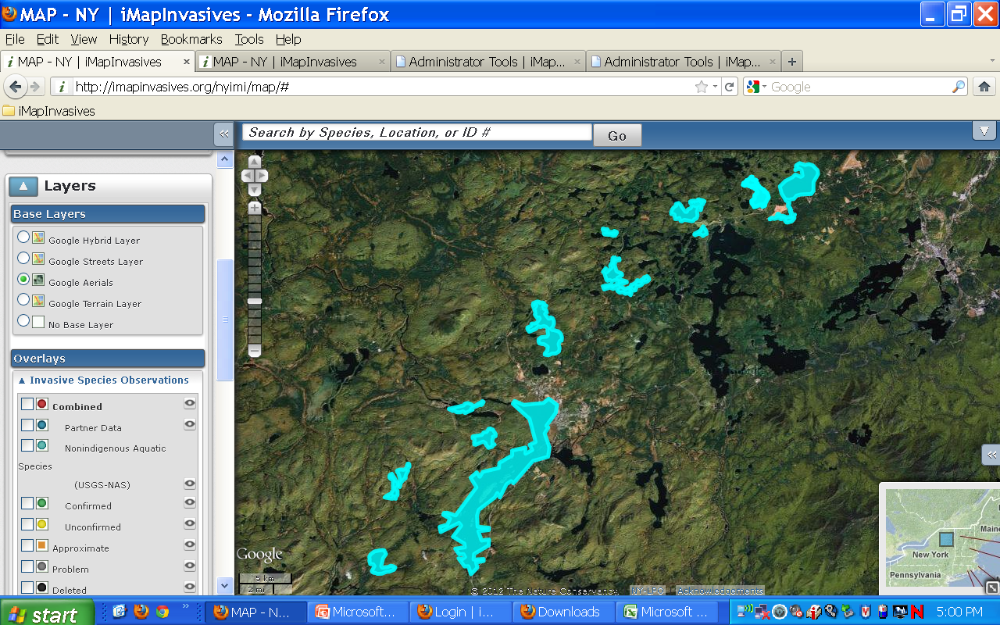 MAP - NY | iMapInvasives - Mozilla Firefox
File Edit View History Bookmarks Tools Help
MAP - NY | iMapInvasives × MAP - NY | iMapInvasives × Administrator Tools | iMap... × Administrator Tools | iMap... × +
http://imapinvasives.org/nyimi/map/# Google
iMapInvasives
Search by Species, Location, or ID # Go
Layers
Base Layers
Google Hybrid Layer
Google Streets Layer
Google Aerials
Google Terrain Layer
No Base Layer
Overlays
Invasive Species Observations
Combined
Partner Data
Nonindigenous Aquatic
Species
(USGS-NAS)
Confirmed
Unconfirmed
Approximate
Problem
Deleted
Google
5 km
2 mi
© 2012 The Nature Conservancy. NY-LPO Acknowledgements
Maine
New York
Pennsylvania
start MAP - N... Microsoft... Login | i... Downloads Microsoft ... 5:00 PM